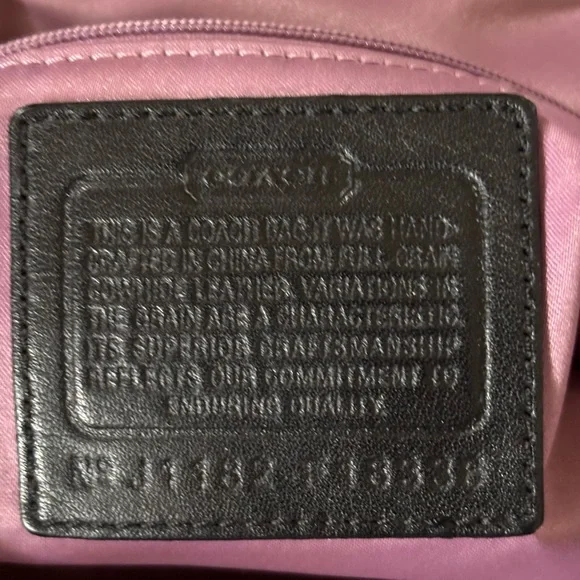 COACH
THIS IS A COACH BAG. IT WAS HAND-
CRAFTED IN CHINA FROM FULL GRAIN
COWHIDE LEATHER. VARIATIONS IN
THE GRAIN ARE A CHARACTERISTIC.
ITS SUPERIOR CRAFTSMANSHIP
REFLECTS OUR COMMITMENT TO
ENDURING QUALITY.